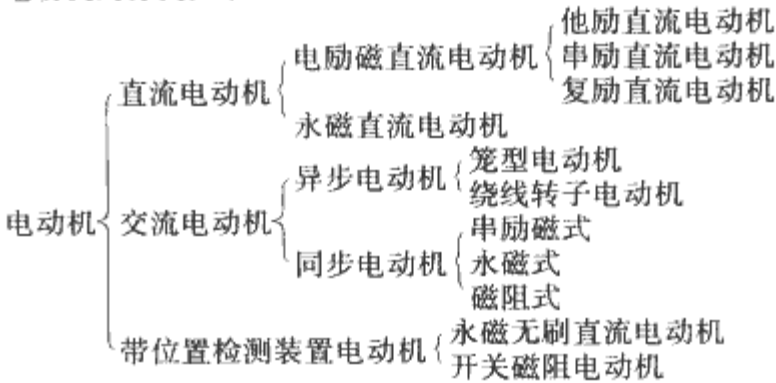 他励直流电动机
电励磁直流电动机
串励直流电动机
直流电动机
复励直流电动机
永磁直流电动机
笼型电动机
异步电动机
绕线转子电动机
电动机
交流电动机
串励磁式
同步电动机
永磁式
磁阻式
永磁无刷直流电动机
带位置检测装置电动机
开关磁阻电动机